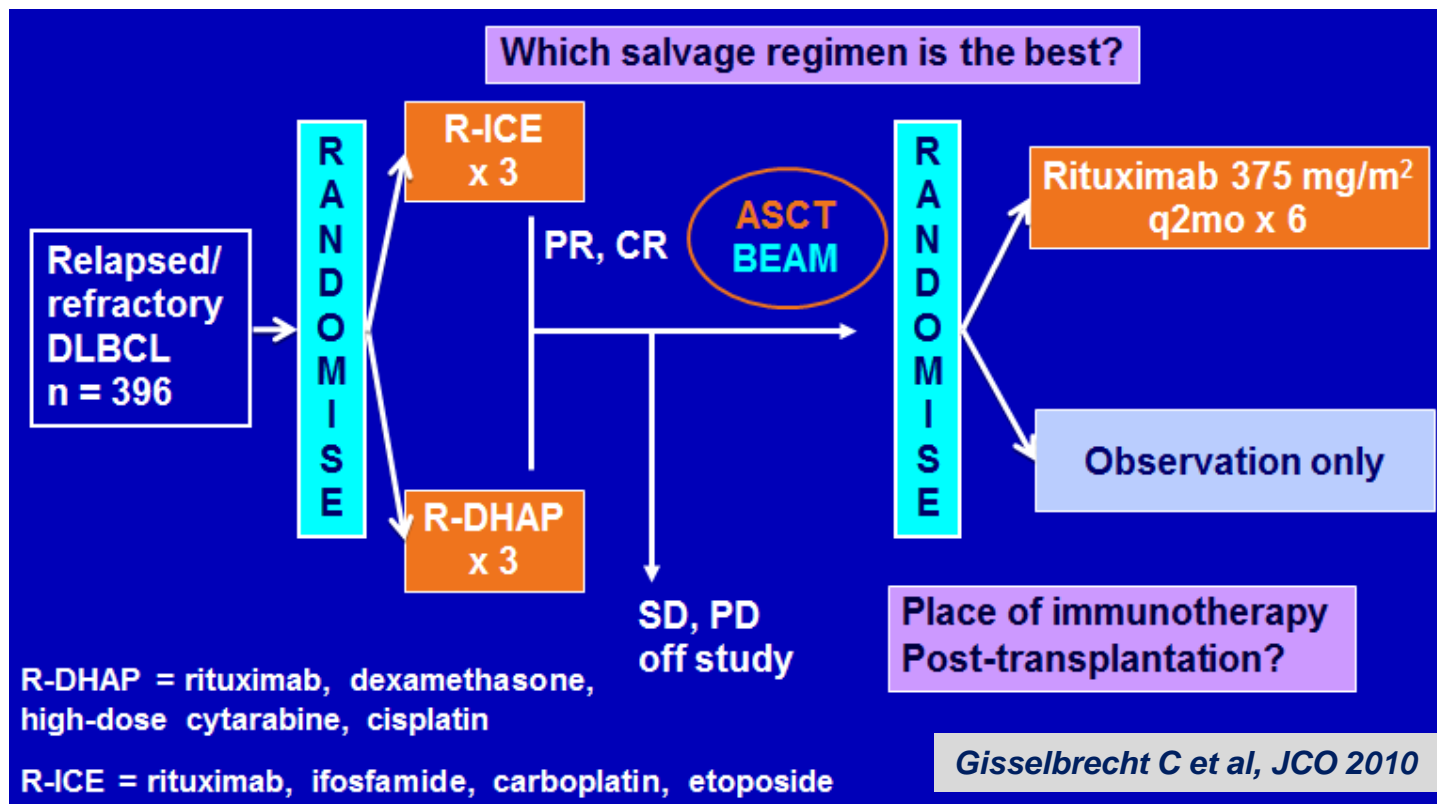 Which salvage regimen is the best?
Relapsed/
refractory
DLBCL
n = 396
R
A
N
D
O
M
I
S
E
R-ICE
x 3
R-DHAP
x 3
PR, CR
ASCT
BEAM
SD, PD
off study
R
A
N
D
O
M
I
S
E
Rituximab 375 mg/m²
q2mo x 6
Observation only
Place of immunotherapy
Post-transplantation?
R-DHAP = rituximab, dexamethasone,
high-dose cytarabine, cisplatin
R-ICE = rituximab, ifosfamide, carboplatin, etoposide
Gisselbrecht C et al, JCO 2010